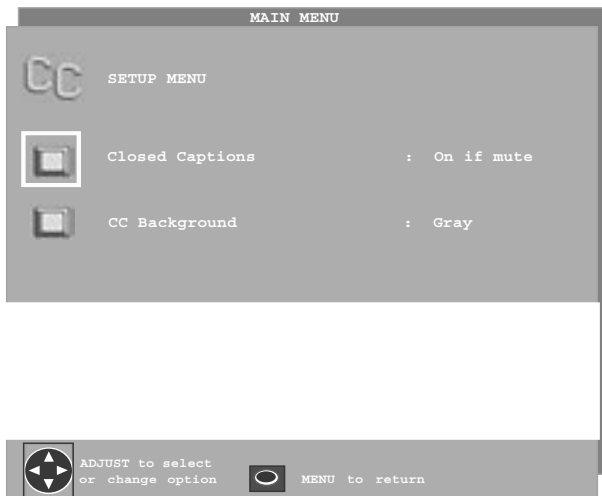 MAIN MENU
CC SETUP MENU
Closed Captions : On if mute
CC Background : Gray
ADJUST to select
or change option MENU to return